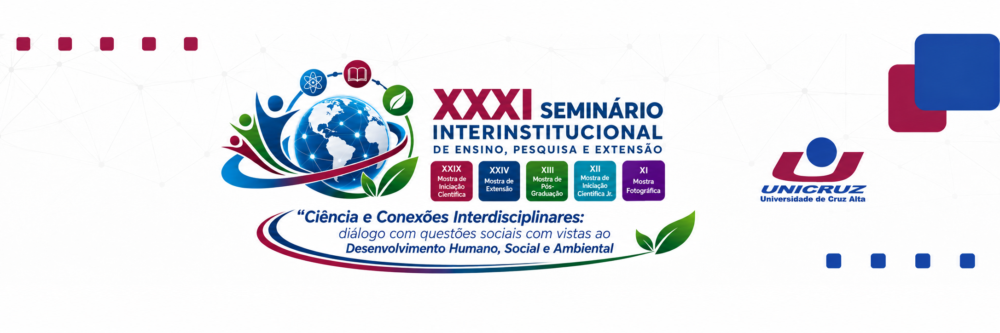 XXXI SEMINÁRIO
INTERINSTITUCIONAL
DE ENSINO, PESQUISA E EXTENSÃO
XXIX
Mostra de
Iniciação
Científica
XXIV
Mostra de
Extensão
XIII
Mostra de
Pós-
Graduação
XII
Mostra de
Iniciação
Científica Jr.
XI
Mostra
Fotográfica
“Ciência e Conexões Interdisciplinares:
diálogo com questões sociais com vistas ao
Desenvolvimento Humano, Social e Ambiental
UNICRUZ
Universidade de Cruz Alta